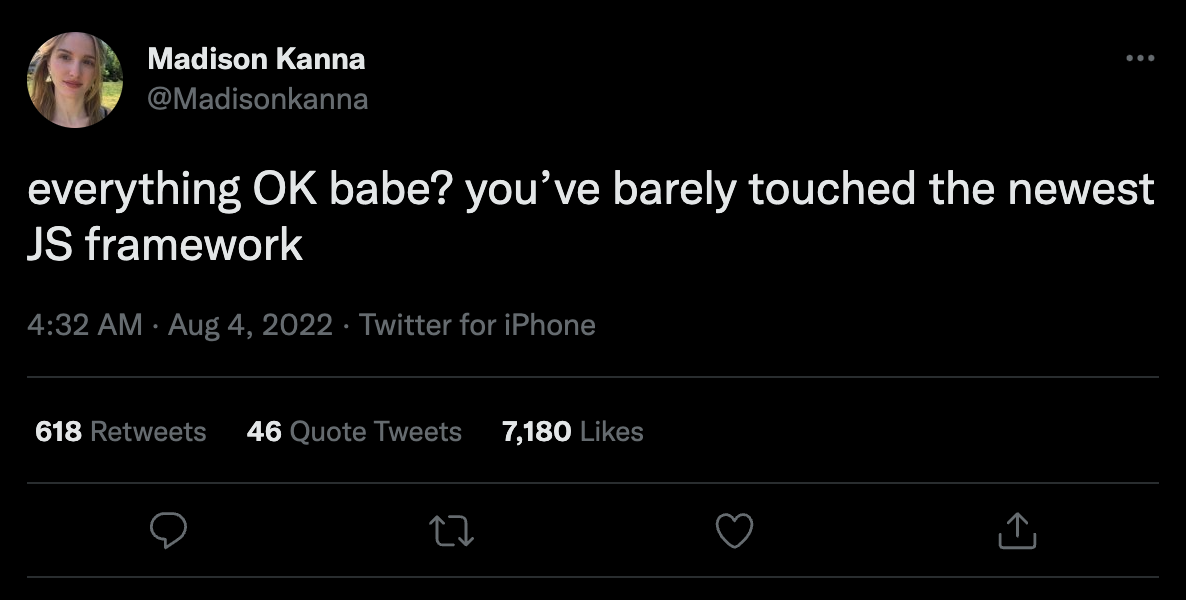 Madison Kanna
@Madisonkanna
everything OK babe? you’ve barely touched the newest
JS framework
4:32 AM · Aug 4, 2022 · Twitter for iPhone
618 Retweets 46 Quote Tweets 7,180 Likes